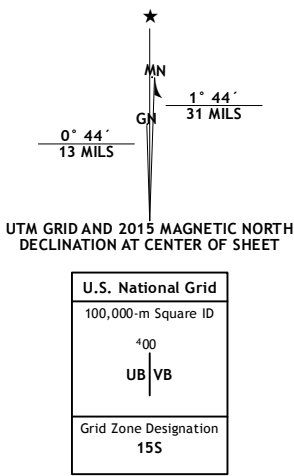 ★
MN
1° 44´
31 MILS
GN
0° 44´
13 MILS
UTM GRID AND 2015 MAGNETIC NORTH
DECLINATION AT CENTER OF SHEET
U.S. National Grid
100,000-m Square ID
⁴00
UB VB
Grid Zone Designation
15S